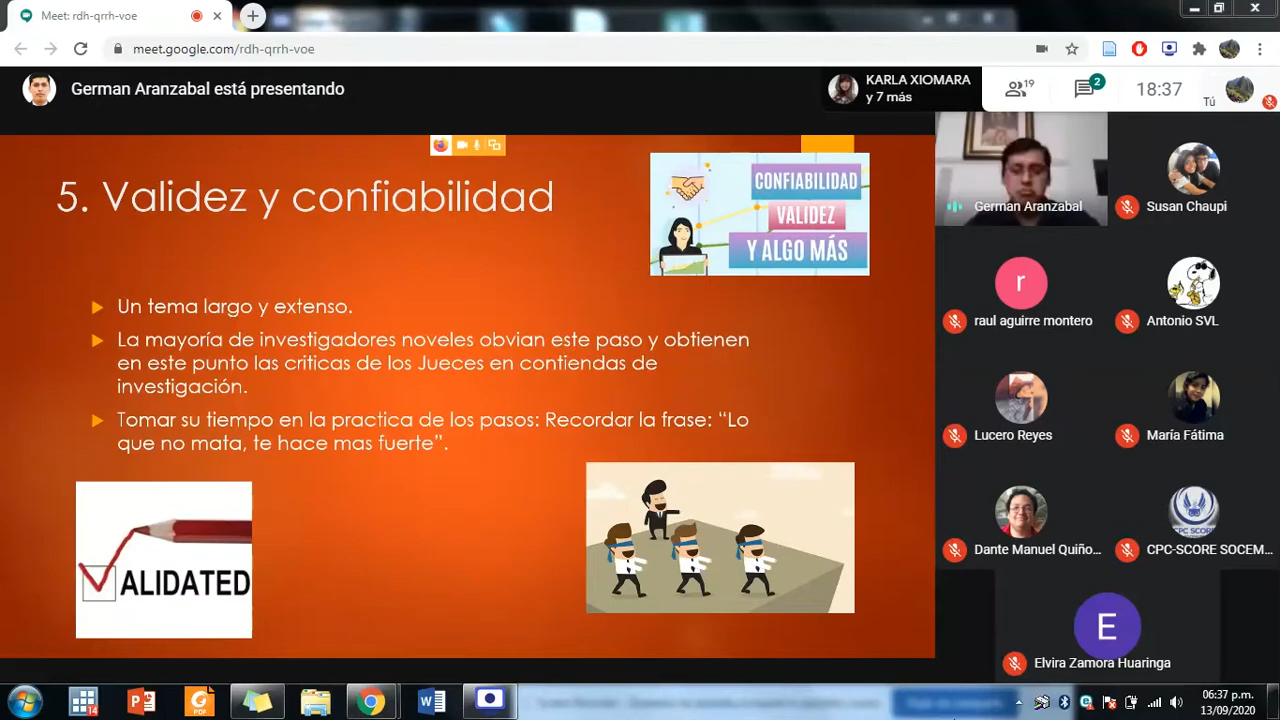 Meet: rdh-qrrh-voe
meet.google.com/rdh-qrrh-voe
German Aranzabal está presentando
KARLA XIOMARA
y 7 más
19
2
18:37
Tú
5. Validez y confiabilidad
CONFIABILIDAD
VALIDEZ
Y ALGO MÁS
Un tema largo y extenso.
La mayoría de investigadores noveles obvian este paso y obtienen
en este punto las criticas de los Jueces en contiendas de
investigación.
Tomar su tiempo en la practica de los pasos: Recordar la frase: “Lo
que no mata, te hace mas fuerte”.
ALIDATED
German Aranzabal
Susan Chaupi
r
raul aguirre montero
Antonio SVL
Lucero Reyes
María Fátima
Dante Manuel Quiño...
CPC SCORE
CPC-SCORE SOCEM...
E
Elvira Zamora Huaringa
14
PDF
06:37 p.m.
13/09/2020